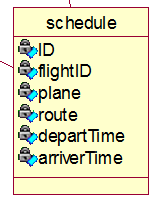 schedule
ID
flightID
plane
route
departTime
arriverTime